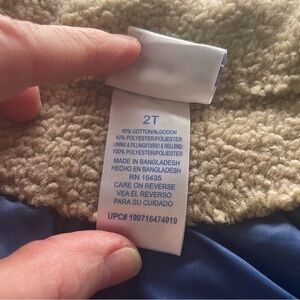 2T
60% COTTON/ALGODON
40% POLYESTER/POLIESTER
LINING & FILLING/FORRO & RELLENO:
100% POLYESTER/POLIESTER
MADE IN BANGLADESH
HECHO EN BANGLADESH
RN 16435
CARE ON REVERSE
VEA EL REVERSO
PARA SU CUIDADO
UPC# 190716474919